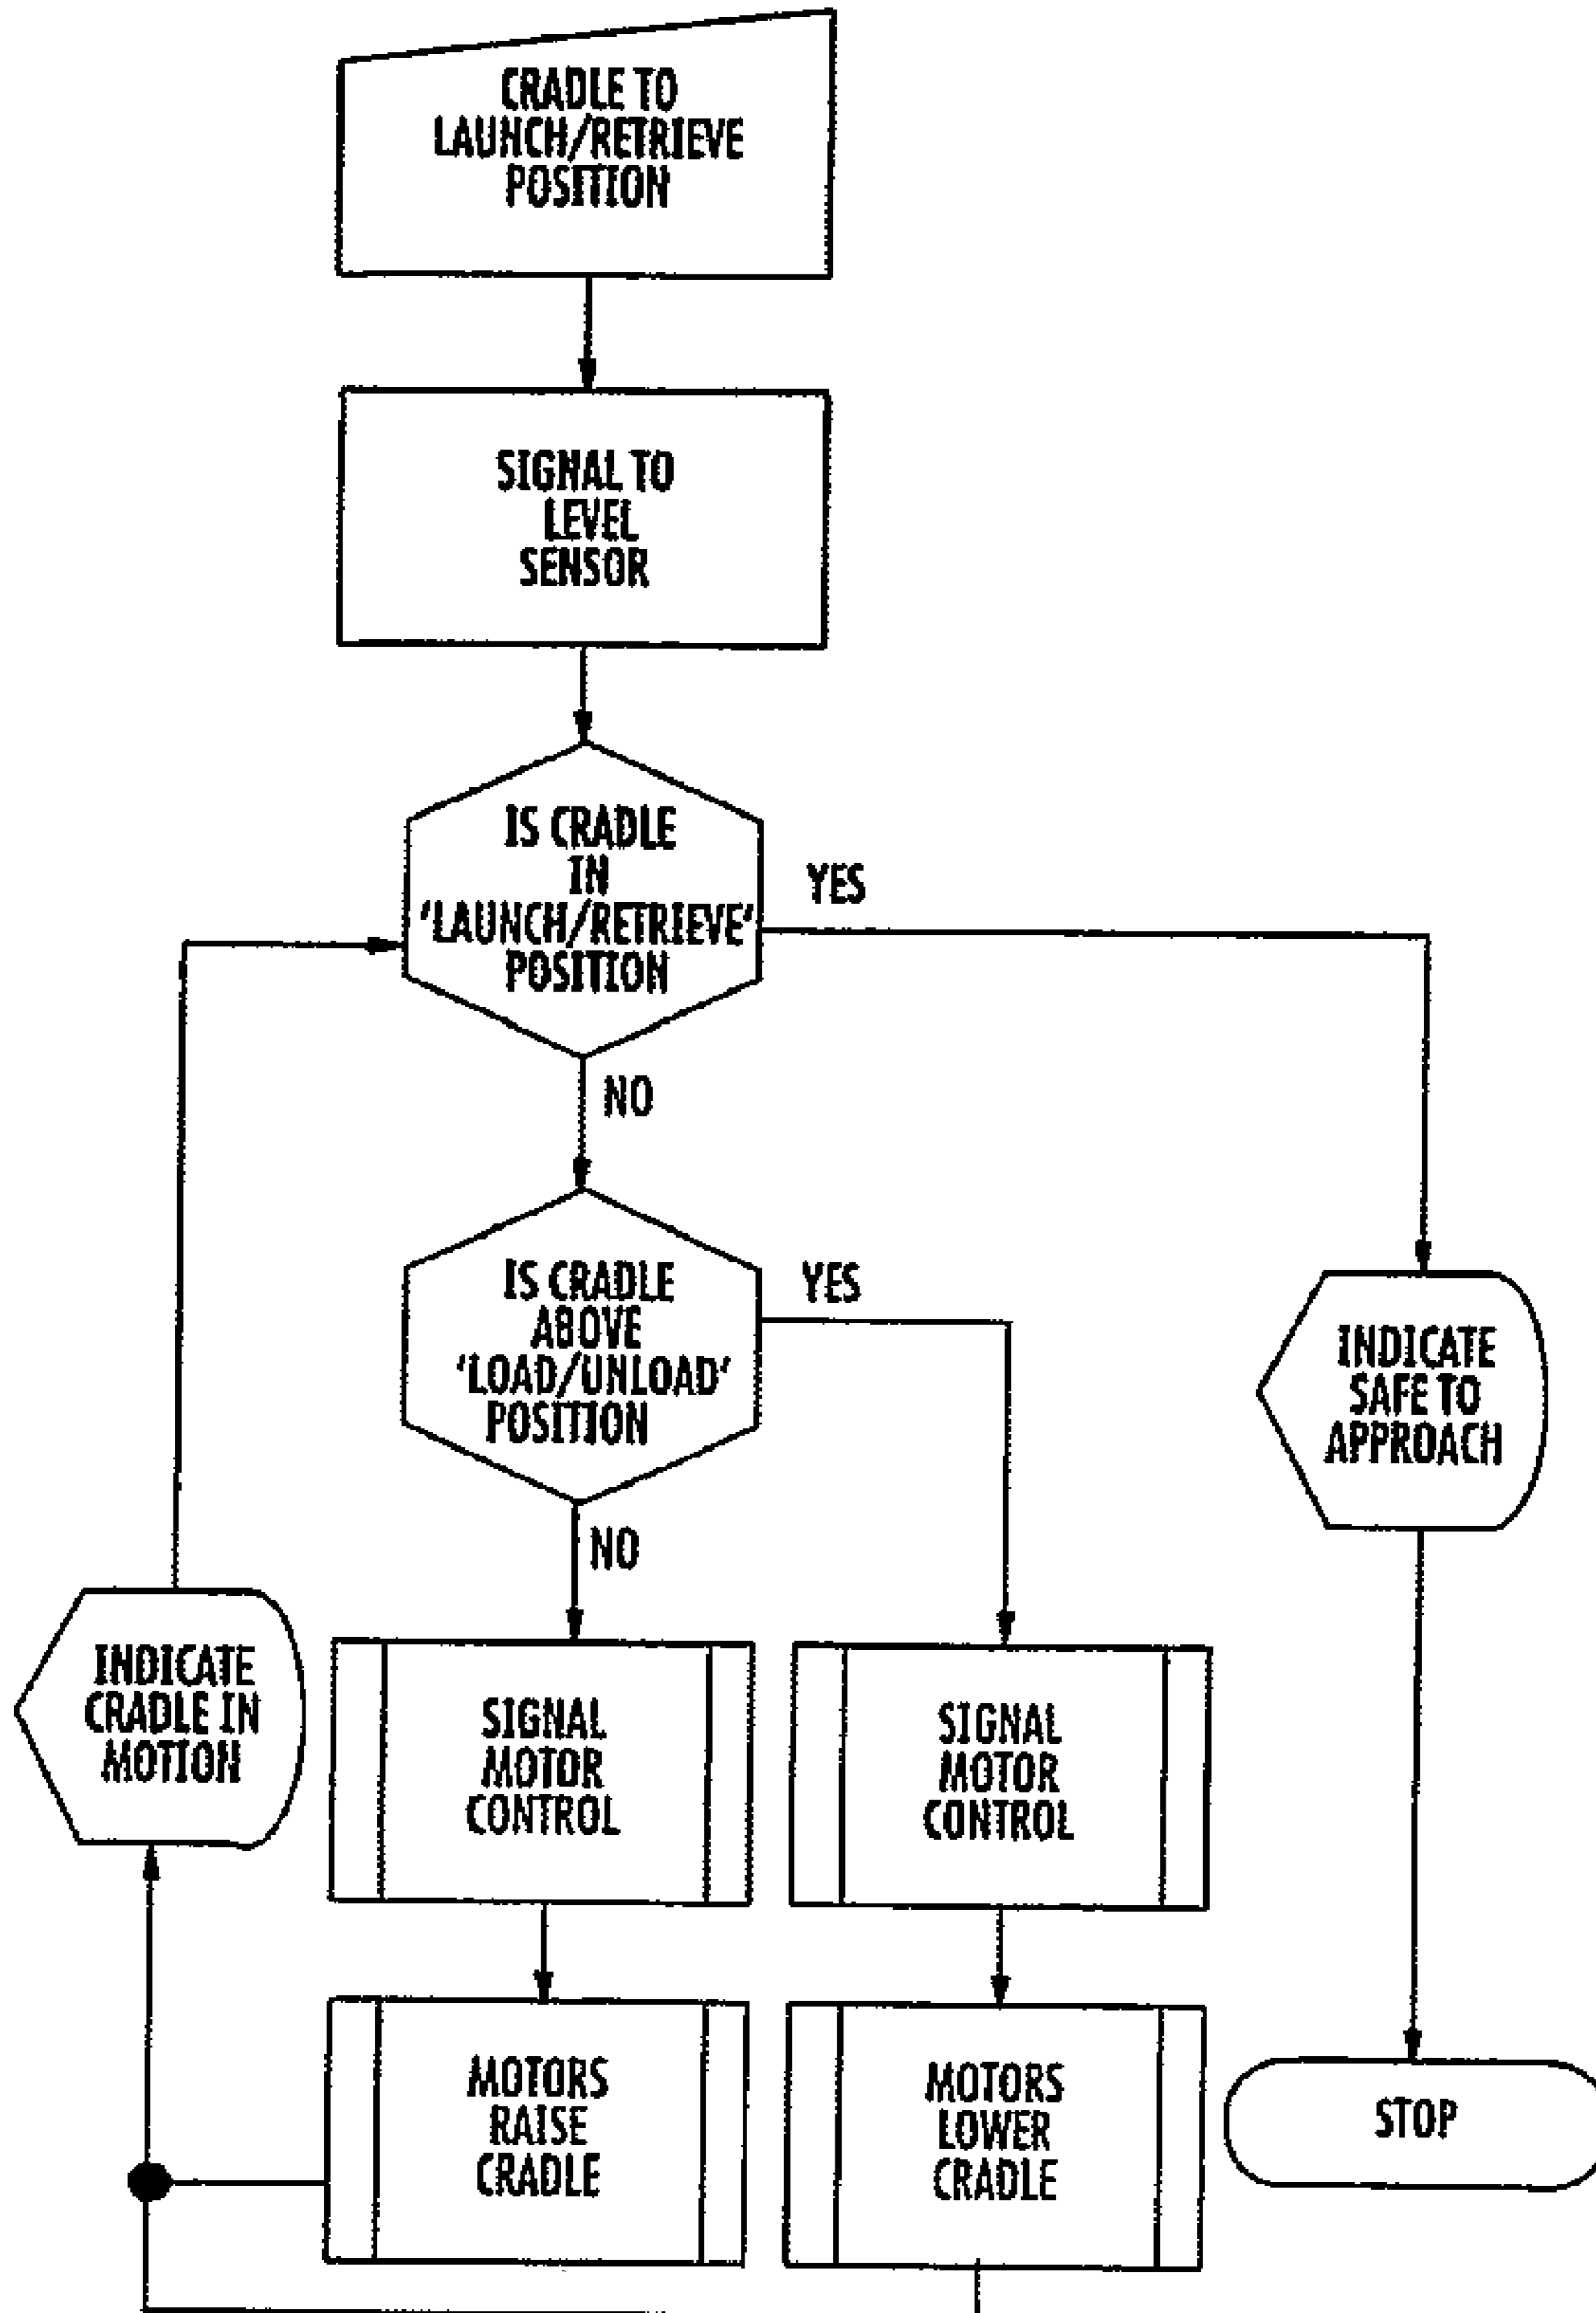 CRADLE TO
LAUNCH/RETRIEVE
POSITION
SIGNAL TO
LEVEL
SENSOR
IS CRADLE
IN
'LAUNCH/RETRIEVE'
POSITION
YES
NO
IS CRADLE
ABOVE
'LOAD/UNLOAD'
POSITION
YES
NO
INDICATE
SAFE TO
APPROACH
INDICATE
CRADLE IN
MOTION
SIGNAL
MOTOR
CONTROL
SIGNAL
MOTOR
CONTROL
MOTORS
RAISE
CRADLE
MOTORS
LOWER
CRADLE
STOP